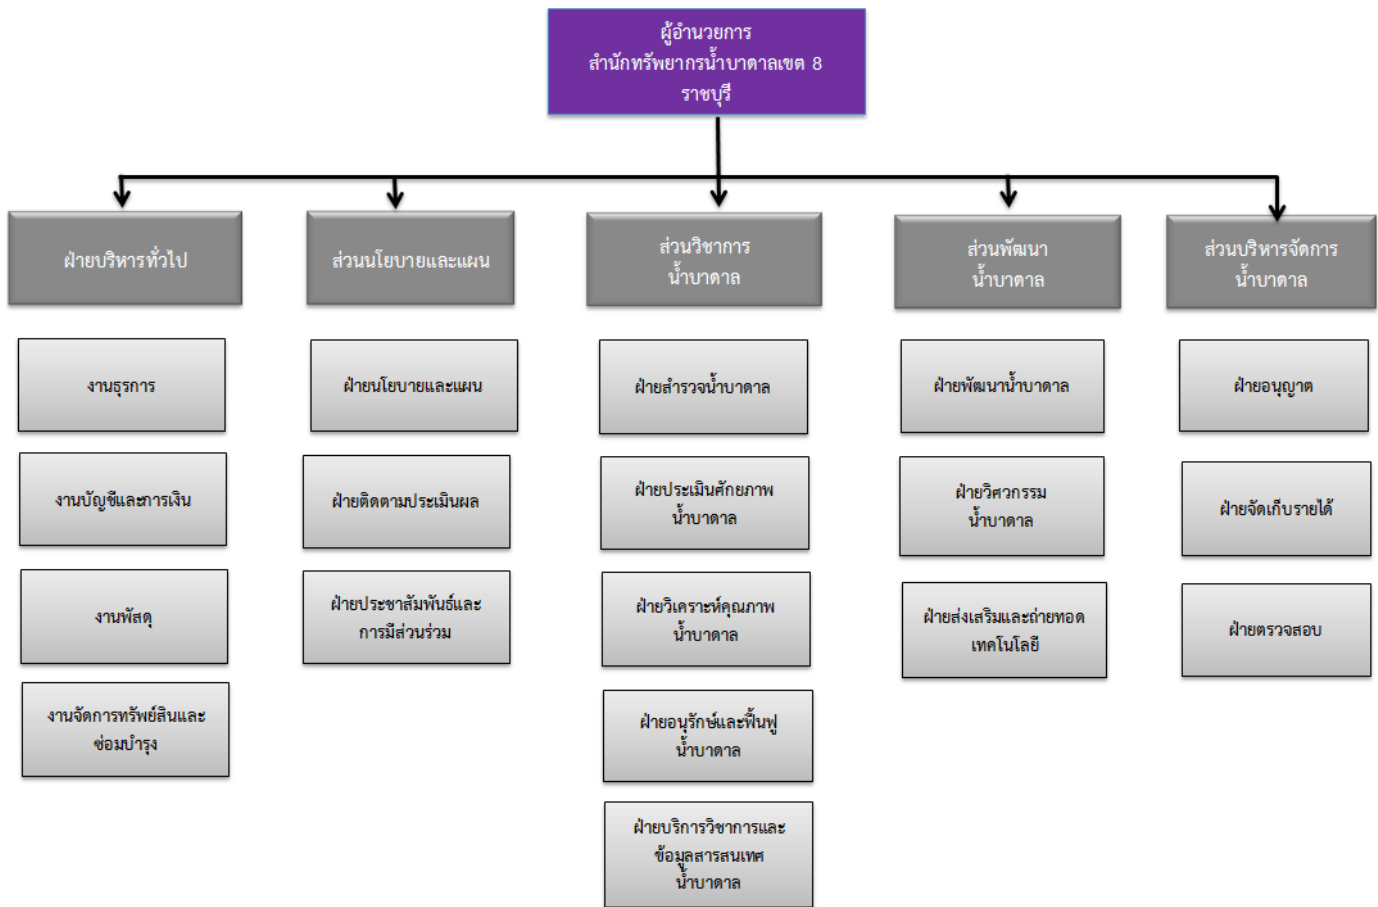 ผู้อำนวยการ
สำนักทรัพยากรน้ำบาดาลเขต 8
ราชบุรี
ฝ่ายบริหารทั่วไป
ส่วนนโยบายและแผน
ส่วนวิชาการ
น้ำบาดาล
ส่วนพัฒนา
น้ำบาดาล
ส่วนบริหารจัดการ
น้ำบาดาล
งานธุรการ
ฝ่ายนโยบายและแผน
ฝ่ายสำรวจน้ำบาดาล
ฝ่ายพัฒนาน้ำบาดาล
ฝ่ายอนุญาต
งานบัญชีและการเงิน
ฝ่ายติดตามประเมินผล
ฝ่ายประเมินศักยภาพ
น้ำบาดาล
ฝ่ายวิศวกรรม
น้ำบาดาล
ฝ่ายจัดเก็บรายได้
งานพัสดุ
ฝ่ายประชาสัมพันธ์และ
การมีส่วนร่วม
ฝ่ายวิเคราะห์คุณภาพ
น้ำบาดาล
ฝ่ายส่งเสริมและถ่ายทอด
เทคโนโลยี
ฝ่ายตรวจสอบ
งานจัดการทรัพย์สินและ
ซ่อมบำรุง
ฝ่ายอนุรักษ์และฟื้นฟู
น้ำบาดาล
ฝ่ายบริการวิชาการและ
ข้อมูลสารสนเทศ
น้ำบาดาล